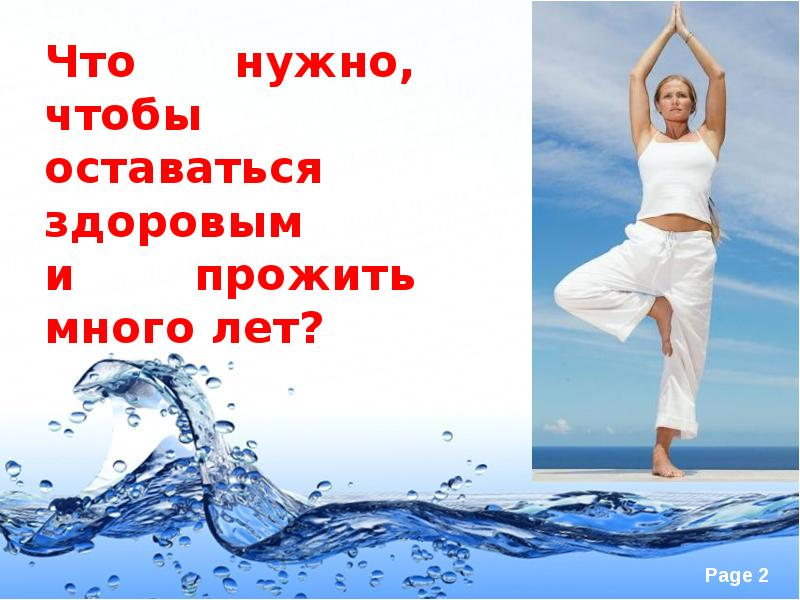 Что нужно,
чтобы
оставаться
здоровым
и прожить
много лет?
Page 2